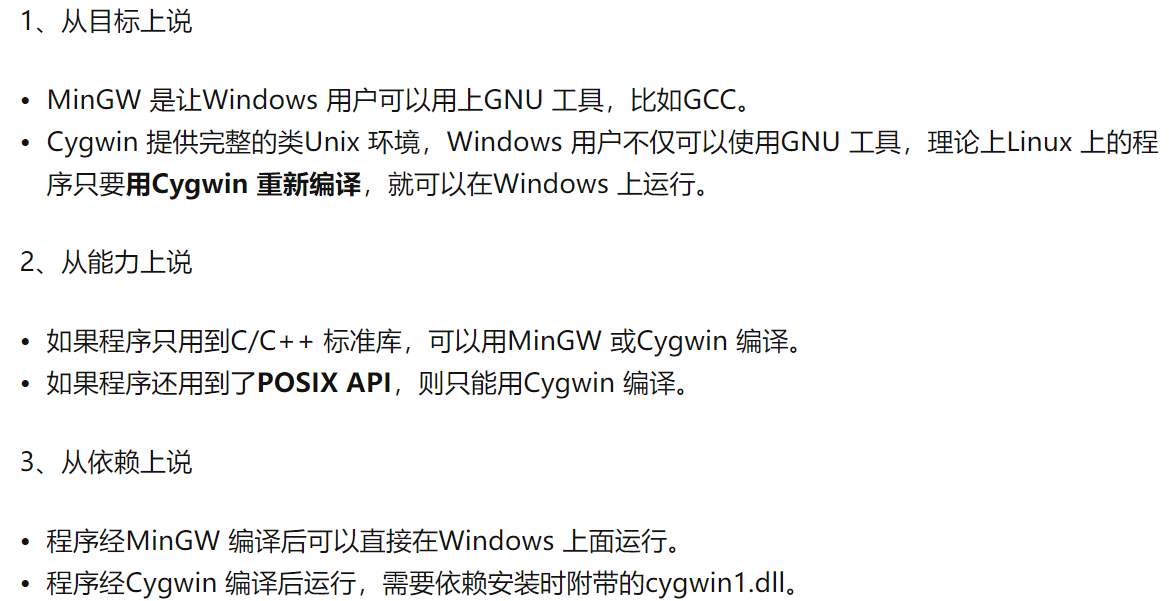 1、从目标上说
• MinGW 是让Windows 用户可以用上GNU 工具，比如GCC。
• Cygwin 提供完整的类Unix 环境，Windows 用户不仅可以使用GNU 工具，理论上Linux 上的程
序只要用Cygwin 重新编译，就可以在Windows 上运行。
2、从能力上说
• 如果程序只用到C/C++ 标准库，可以用MinGW 或Cygwin 编译。
• 如果程序还用到了POSIX API，则只能用Cygwin 编译。
3、从依赖上说
• 程序经MinGW 编译后可以直接在Windows 上面运行。
• 程序经Cygwin 编译后运行，需要依赖安装时附带的cygwin1.dll。